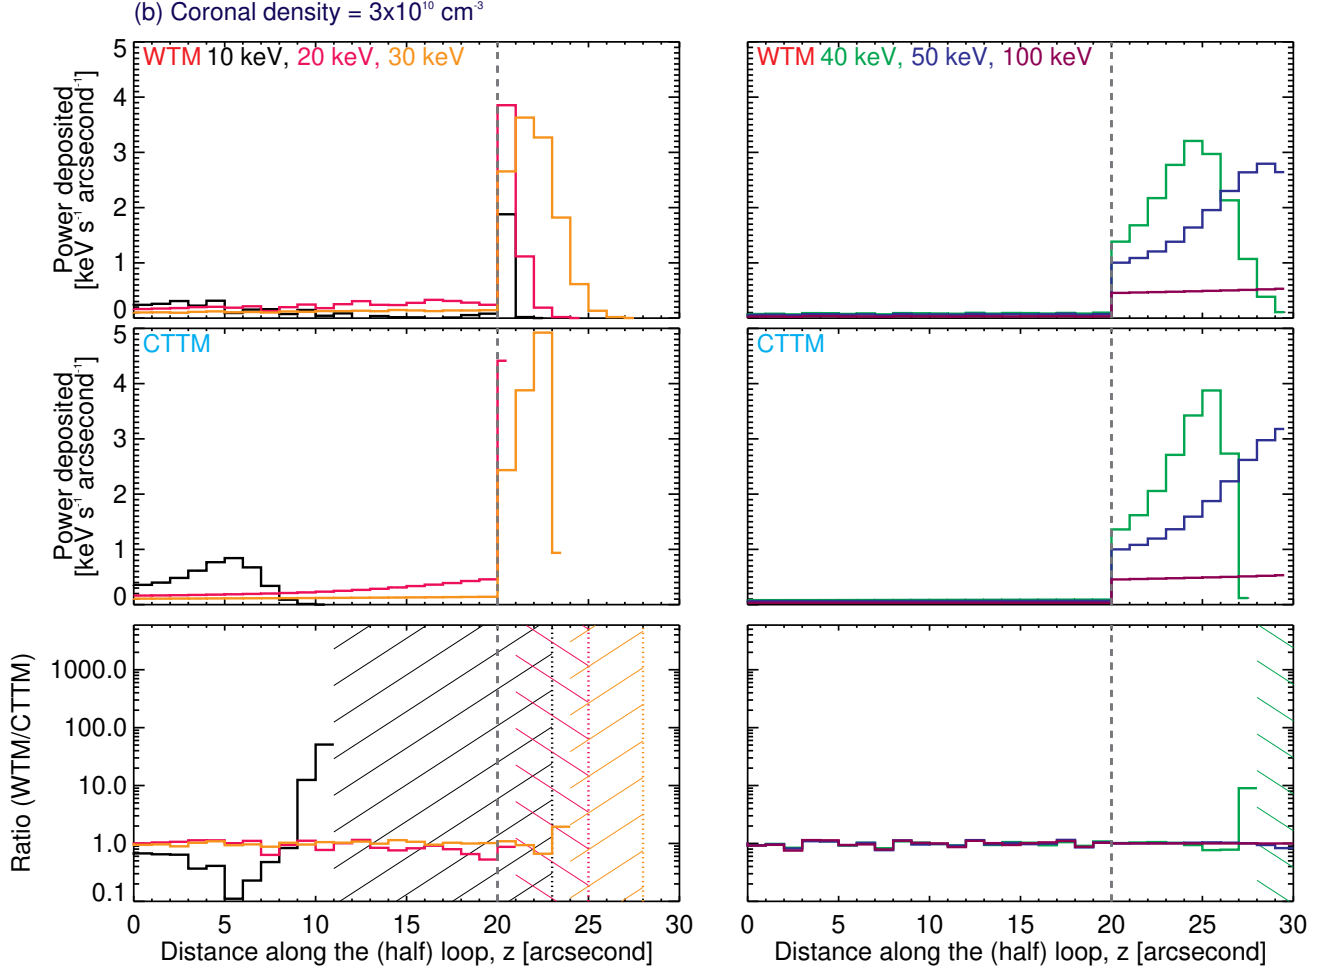 (b) Coronal density = 3x10¹⁰ cm⁻³
WTM 10 keV, 20 keV, 30 keV
WTM 40 keV, 50 keV, 100 keV
Power deposited
[keV s⁻¹ arcsecond⁻¹]
5
4
3
2
1
0
CTTM
CTTM
Power deposited
[keV s⁻¹ arcsecond⁻¹]
5
4
3
2
1
0
Ratio (WTM/CTTM)
1000.0
100.0
10.0
1.0
0.1
0 5 10 15 20 25 30
0 5 10 15 20 25 30
Distance along the (half) loop, z [arcsecond]
Distance along the (half) loop, z [arcsecond]